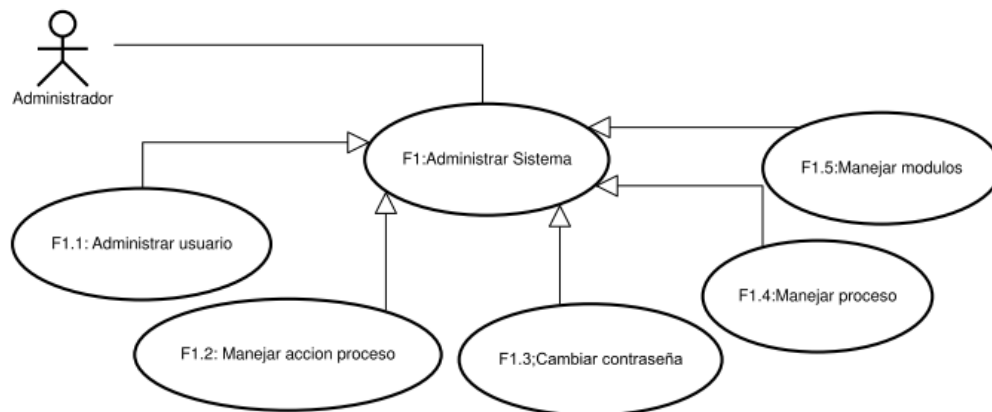 Administrador
F1:Administrar Sistema
F1.5:Manejar modulos
F1.1: Administrar usuario
F1.4:Manejar proceso
F1.2: Manejar accion proceso
F1.3;Cambiar contraseña